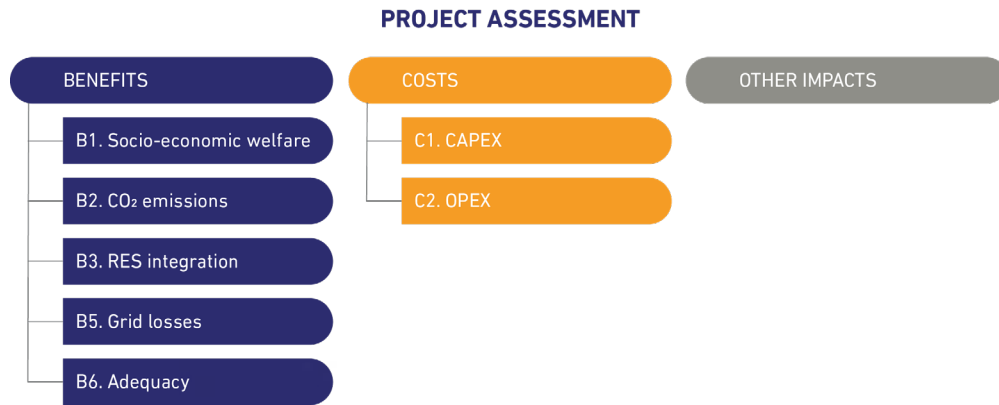 PROJECT ASSESSMENT
BENEFITS
B1. Socio-economic welfare
B2. CO₂ emissions
B3. RES integration
B5. Grid losses
B6. Adequacy
COSTS
C1. CAPEX
C2. OPEX
OTHER IMPACTS